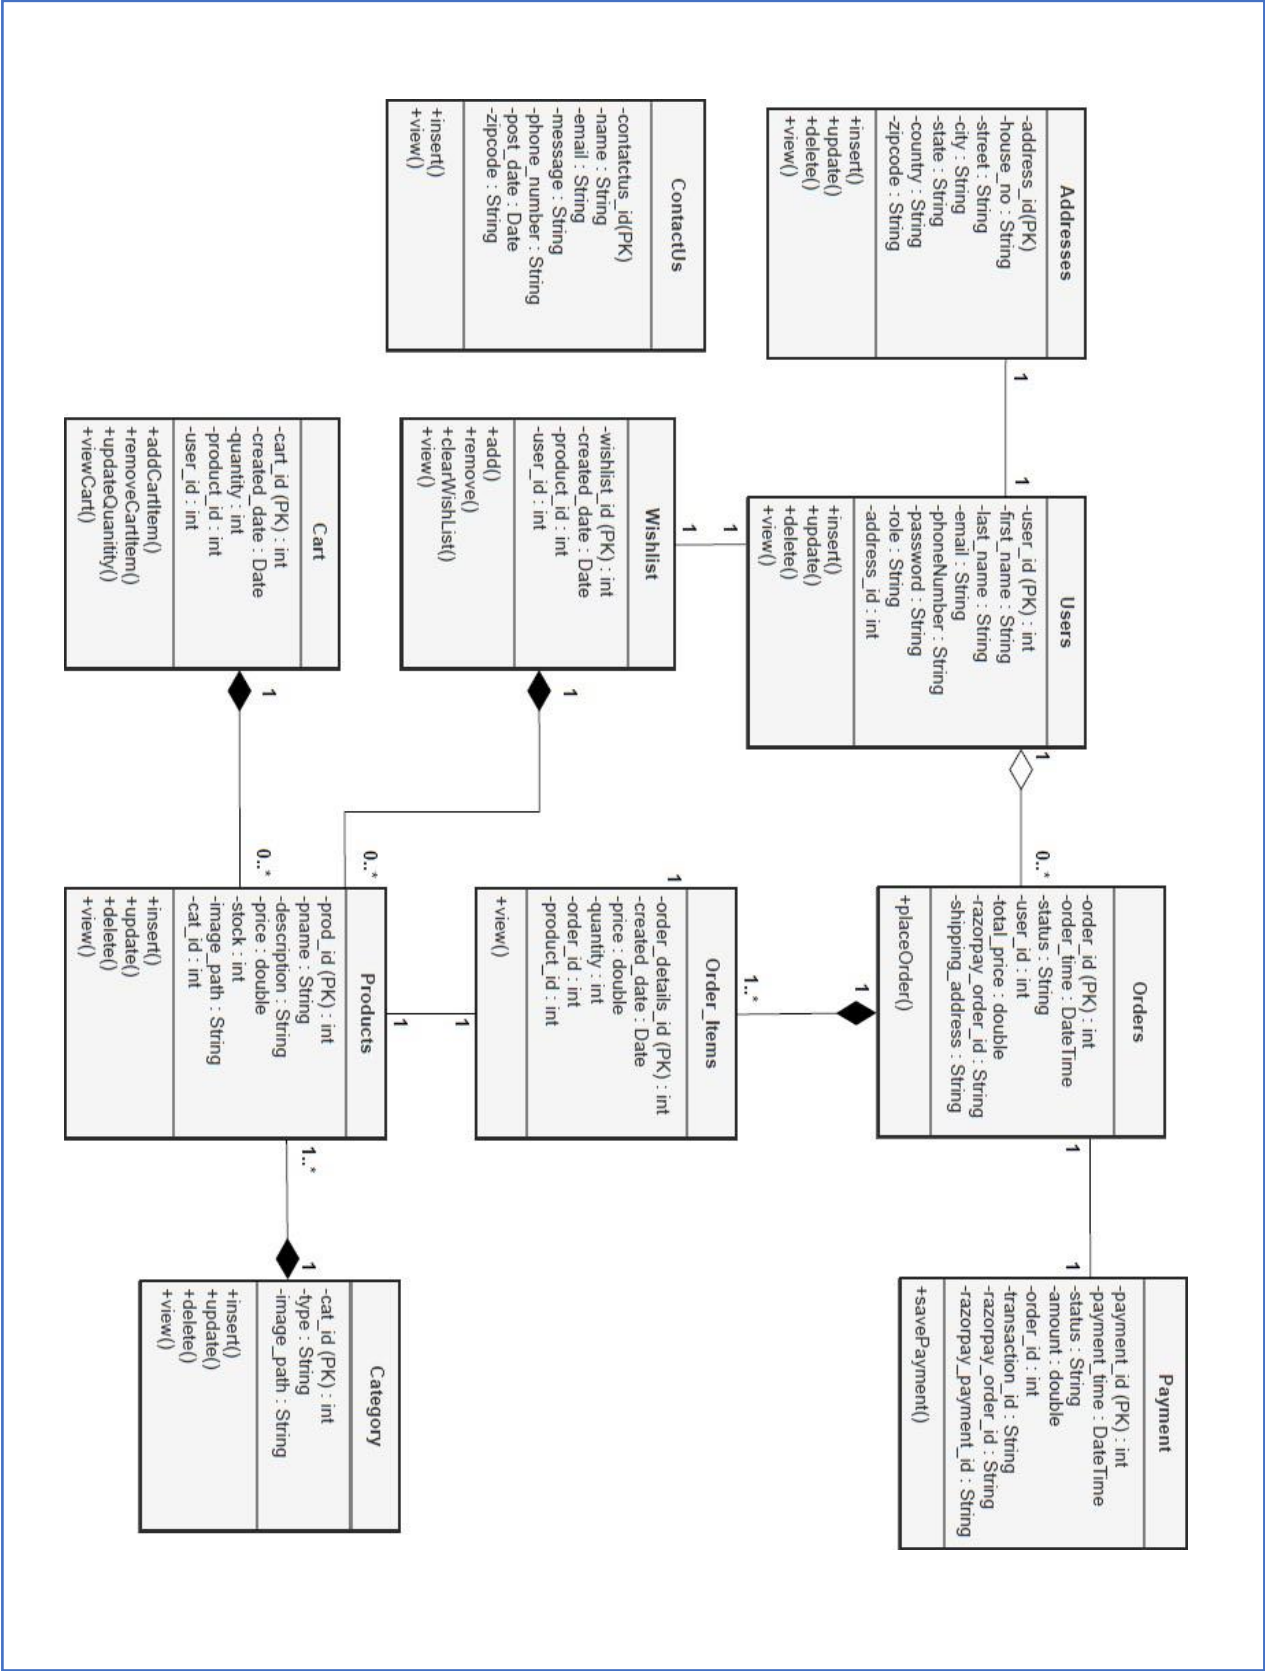 Addresses
-address_id(PK)
-house_no : String
-street : String
-city : String
-state : String
-country : String
-zipcode : String
+insert()
+update()
+delete()
+view()
1
1
Users
-user_id (PK) : int
-first_name : String
-last_name : String
-email : String
-phoneNumber : String
-password : String
-role : String
-address_id : int
+insert()
+update()
+delete()
+view()
1
0..*
Orders
-order_id (PK) : int
-order_time : DateTime
-status : String
-user_id : int
-total_price : double
-razorpay_order_id : String
-shipping_address : String
+placeOrder()
1
1
Payment
-payment_id (PK) : int
-payment_time : DateTime
-status : String
-amount : double
-order_id : int
-transaction_id : String
-razorpay_order_id : String
-razorpay_payment_id : String
+savePayment()
ContactUs
-contatctus_id(PK)
-name : String
-email : String
-message : String
-phone_number : String
-post_date : Date
-zipcode : String
+insert()
+view()
1
1
Wishlist
-wishlist_id (PK) : int
-created_date : Date
-product_id : int
-user_id : int
+add()
+remove()
+clearWishList()
+view()
1
0..*
1
1..*
1
Order_Items
-order_details_id (PK) : int
-created_date : Date
-price : double
-quantity : int
-order_id : int
-product_id : int
+view()
1
1
Cart
-cart_id (PK) : int
-created_date : Date
-quantity : int
-product_id : int
-user_id : int
+addCartItem()
+removeCartItem()
+updateQuanitity()
+viewCart()
1
0..*
Products
-prod_id (PK) : int
-pname : String
-description : String
-price : double
-stock : int
-image_path : String
-cat_id : int
+insert()
+update()
+delete()
+view()
1..*
1
Category
-cat_id (PK) : int
-type : String
-image_path : String
+insert()
+update()
+delete()
+view()